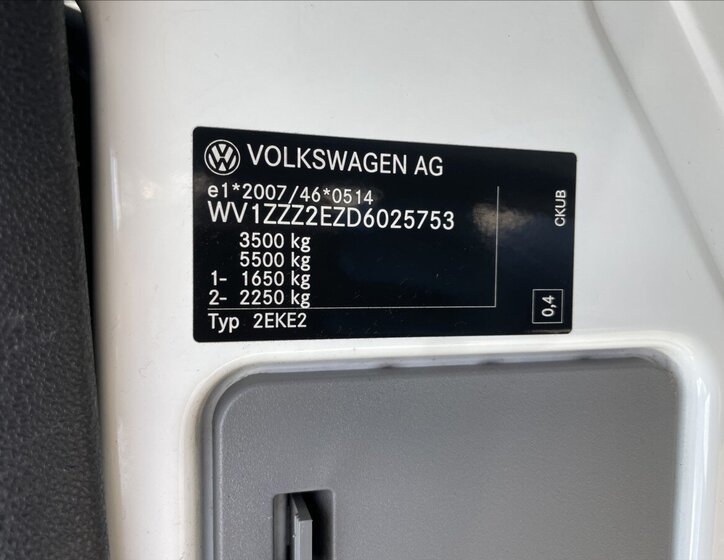 VOLKSWAGEN AG
e1*2007/46*0514
WV1ZZZ2EZD6025753
3500 kg
5500 kg
1- 1650 kg
2- 2250 kg
Typ 2EKE2
CKUB
0,4